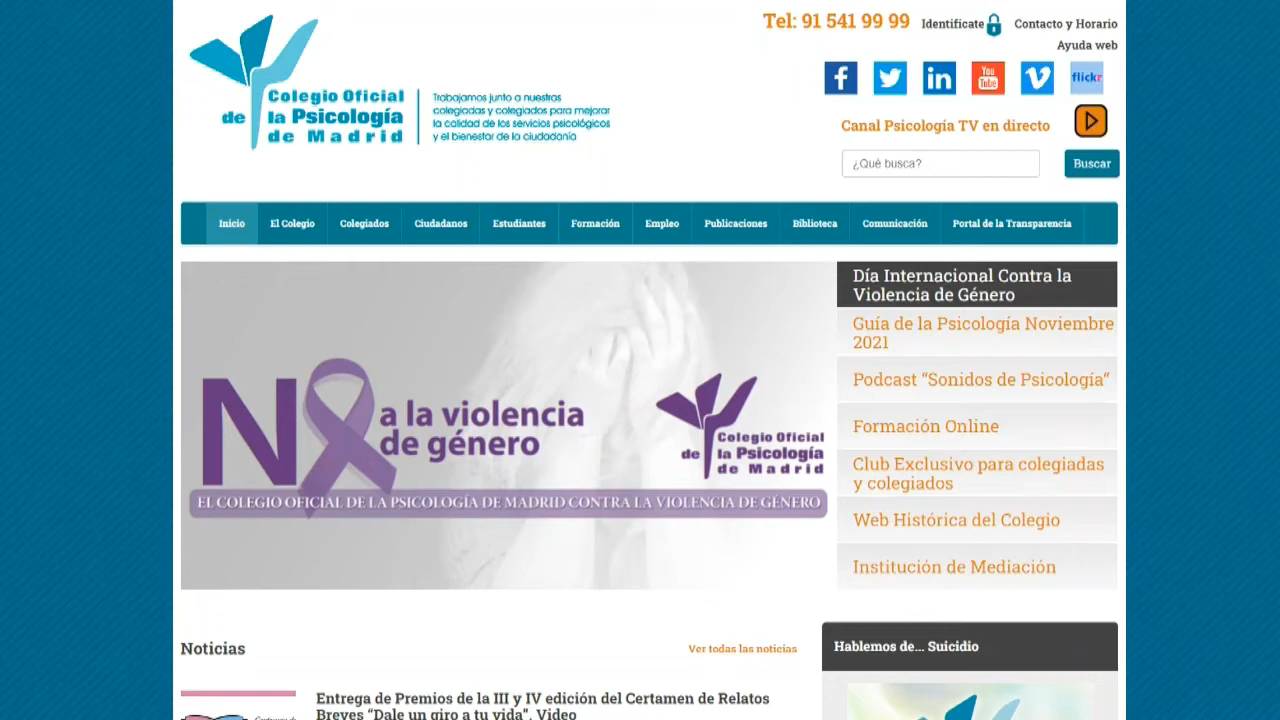 Tel: 91 541 99 99 Identificate Contacto y Horario
Ayuda web
Colegio Oficial
de la Psicología
de Madrid
Trabajamos junto a nuestras
colegiadas y colegiados para mejorar
la calidad de los servicios psicológicos
y el bienestar de la ciudadanía
You
Tube
flickr
Canal Psicología TV en directo
¿Qué busca? Buscar
Inicio El Colegio Colegiados Ciudadanos Estudiantes Formación Empleo Publicaciones Biblioteca Comunicación Portal de la Transparencia
NO a la violencia
de género
Colegio Oficial
de la Psicología
de Madrid
EL COLEGIO OFICIAL DE LA PSICOLOGÍA DE MADRID CONTRA LA VIOLENCIA DE GÉNERO
Día Internacional Contra la
Violencia de Género
Guía de la Psicología Noviembre
2021
Podcast “Sonidos de Psicología“
Formación Online
Club Exclusivo para colegiadas
y colegiados
Web Histórica del Colegio
Institución de Mediación
Noticias Ver todas las noticias
Entrega de Premios de la III y IV edición del Certamen de Relatos
Breves “Dale un giro a tu vida”. Video
Hablemos de... Suicidio